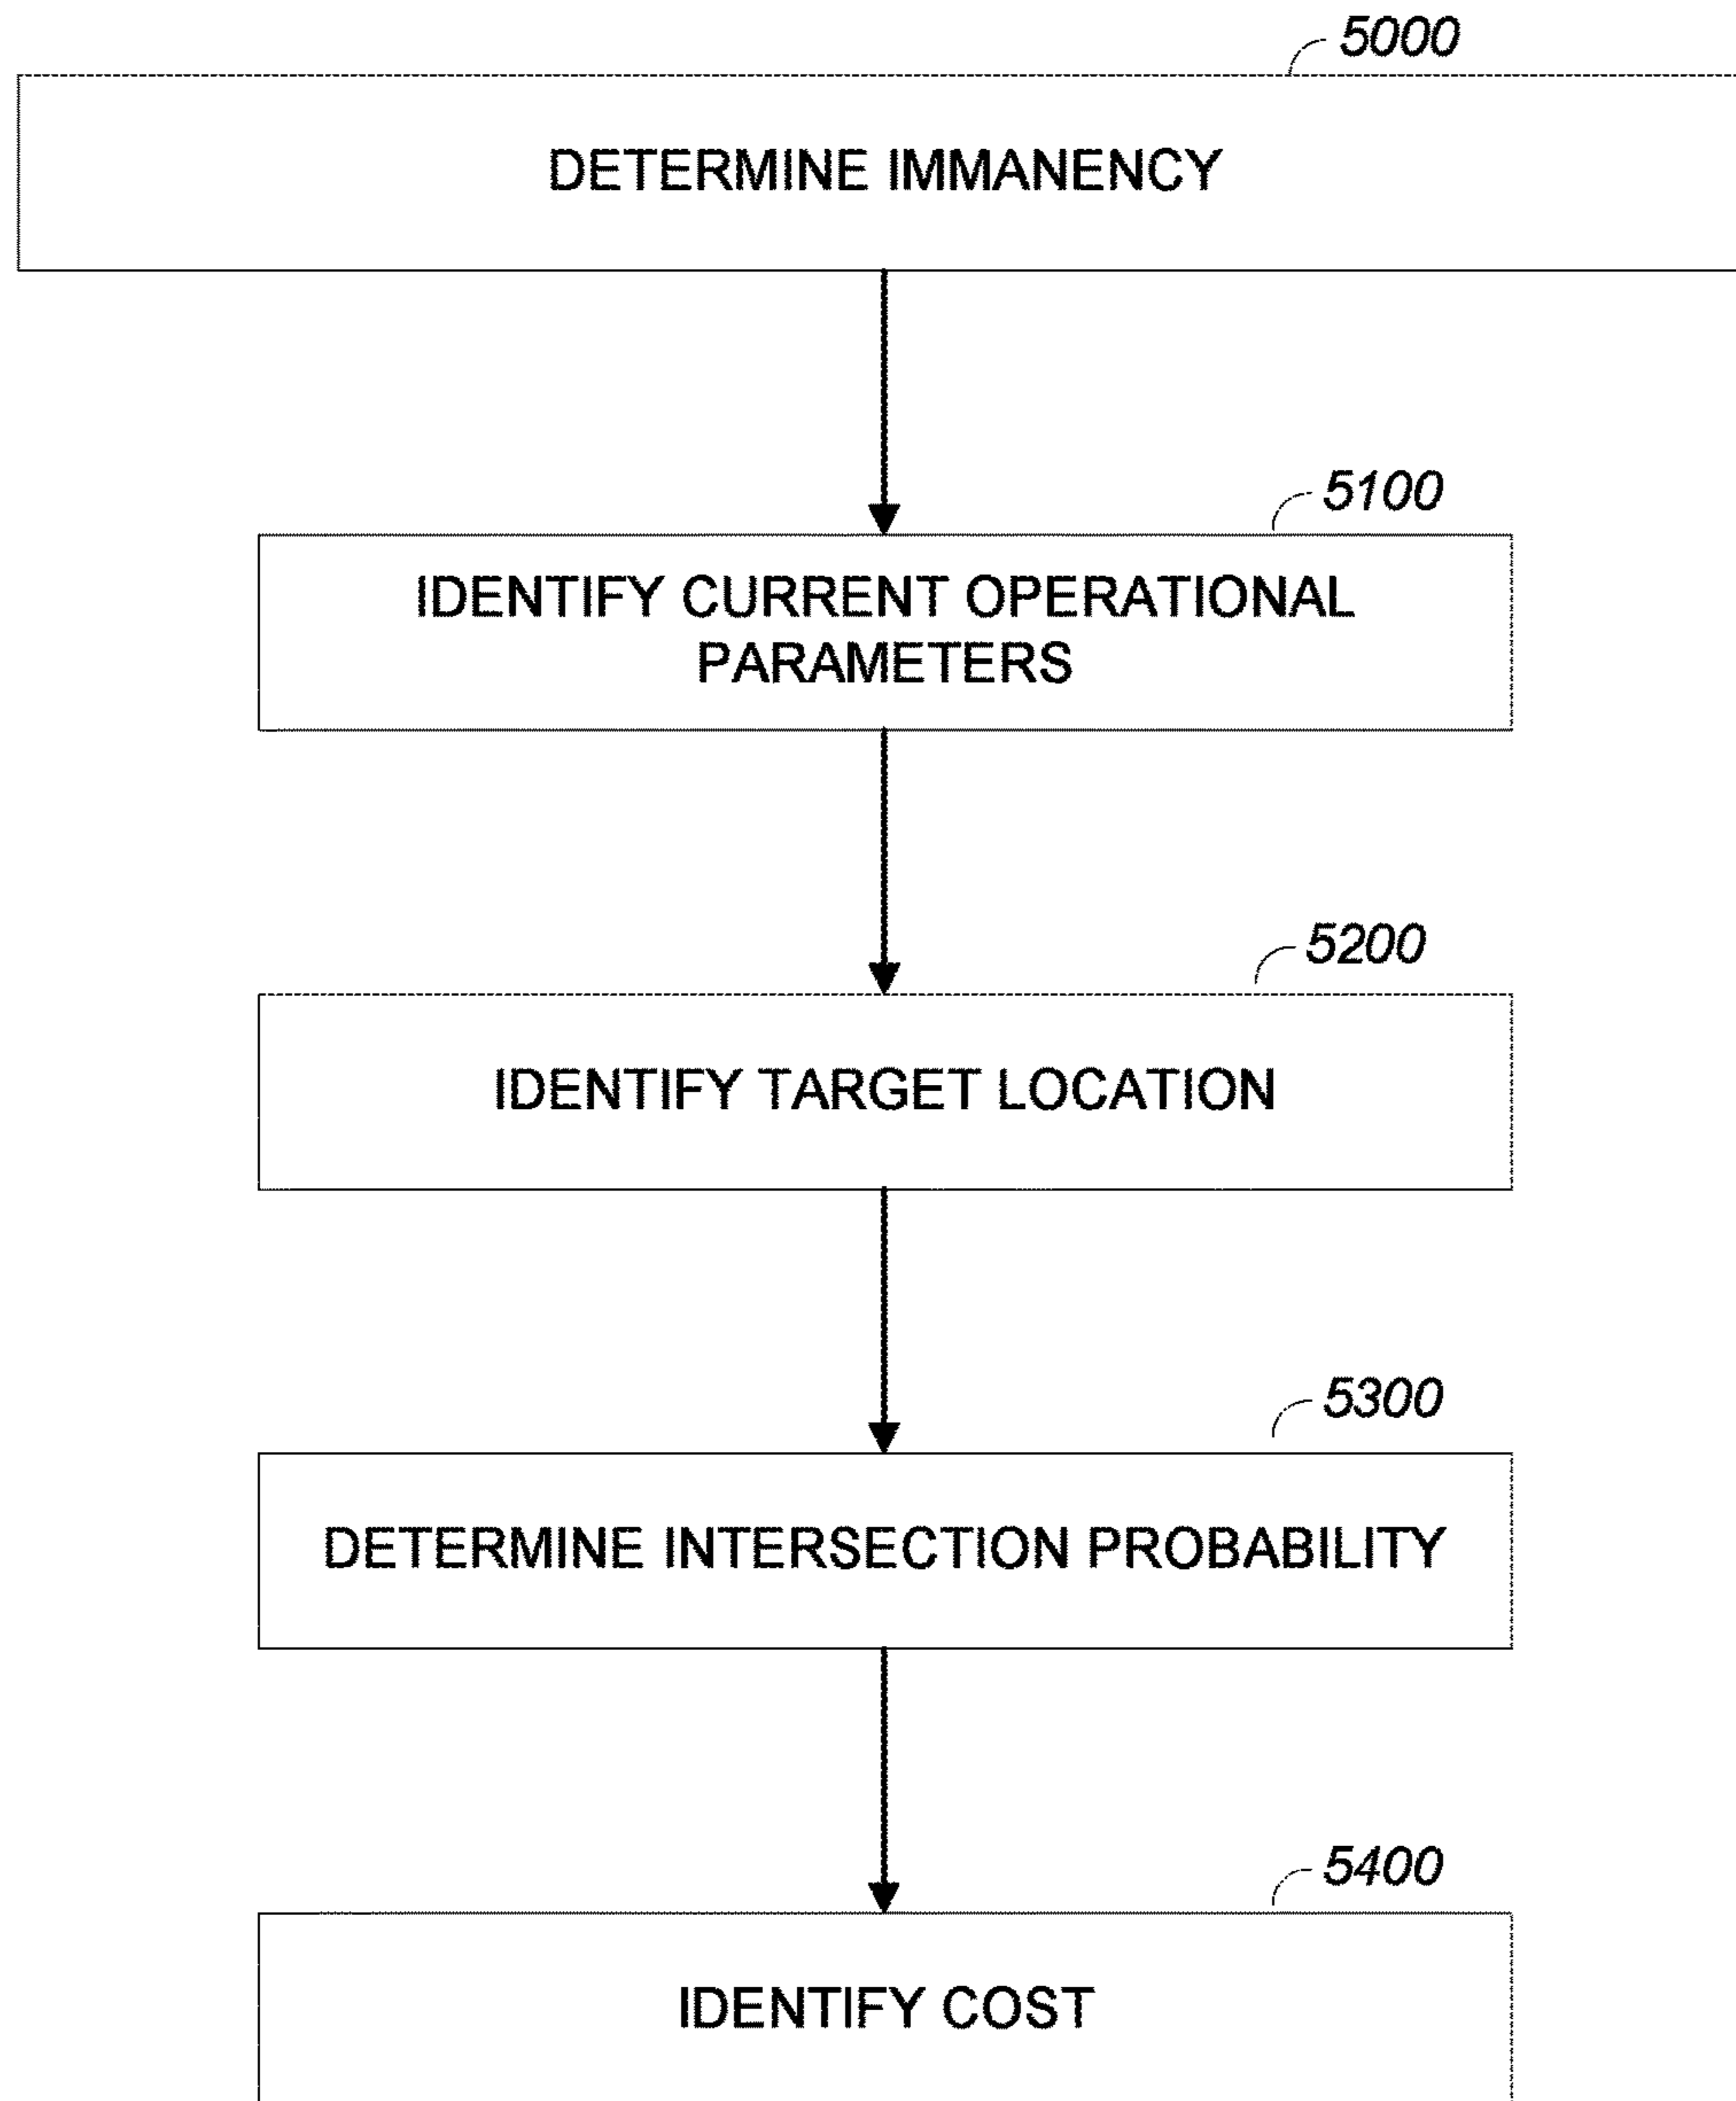 5000
DETERMINE IMMANENCY
5100
IDENTIFY CURRENT OPERATIONAL
PARAMETERS
5200
IDENTIFY TARGET LOCATION
5300
DETERMINE INTERSECTION PROBABILITY
5400
IDENTIFY COST